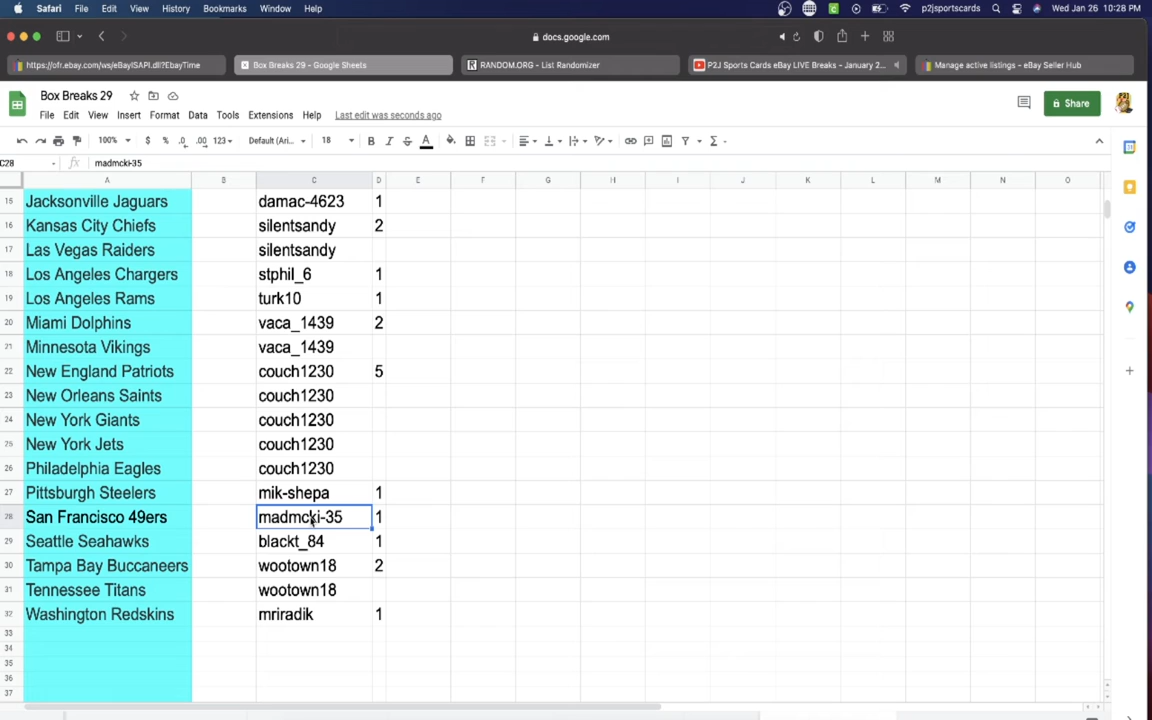 Safari File Edit View History Bookmarks Window Help p2jsportscards Wed Jan 26 10:28 PM
docs.google.com
https://ofr.ebay.com/ws/eBayISAPI.dll?EbayTime Box Breaks 29 - Google Sheets RANDOM.ORG - List Randomizer P2J Sports Cards eBay LIVE Breaks - January 2... Manage active listings - eBay Seller Hub
Box Breaks 29
File Edit View Insert Format Data Tools Extensions Help Last edit was seconds ago
Share
100% $ % .0 .00 123 Default (Ari... 18 B I S A
C28 fx madmcki-35
A B C D E F G H I J K L M N O
15 Jacksonville Jaguars damac-4623 1
16 Kansas City Chiefs silentsandy 2
17 Las Vegas Raiders silentsandy
18 Los Angeles Chargers stphil_6 1
19 Los Angeles Rams turk10 1
20 Miami Dolphins vaca_1439 2
21 Minnesota Vikings vaca_1439
22 New England Patriots couch1230 5
23 New Orleans Saints couch1230
24 New York Giants couch1230
25 New York Jets couch1230
26 Philadelphia Eagles couch1230
27 Pittsburgh Steelers mik-shepa 1
28 San Francisco 49ers madmcki-35 1
29 Seattle Seahawks blackt_84 1
30 Tampa Bay Buccaneers wootown18 2
31 Tennessee Titans wootown18
32 Washington Redskins mriradik 1
33
34
35
36
37